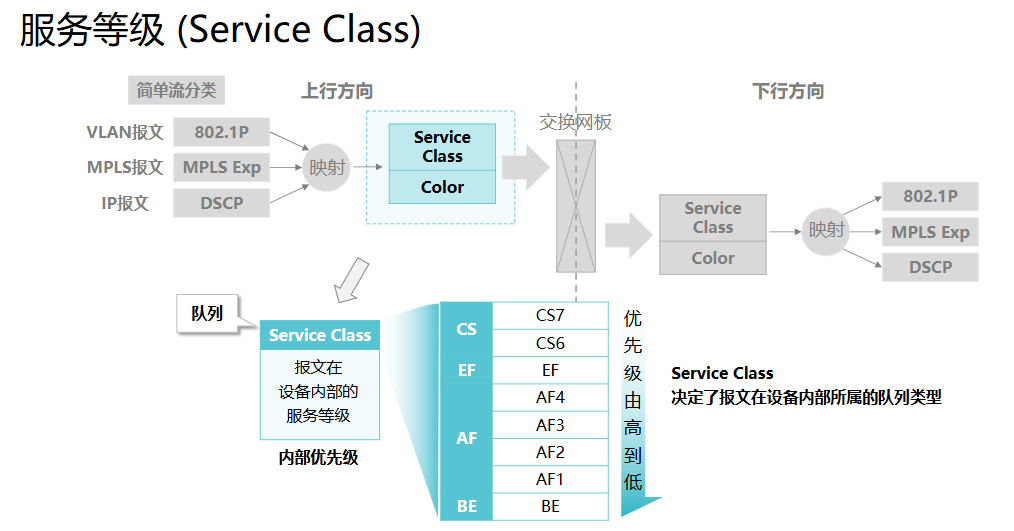 服务等级 (Service Class)
简单流分类
上行方向
下行方向
VLAN报文
802.1P
MPLS报文
MPLS Exp
IP报文
DSCP
映射
Service
Class
Color
交换网板
Service
Class
Color
映射
802.1P
MPLS Exp
DSCP
队列
Service Class
报文在
设备内部的
服务等级
内部优先级
CS
CS7
CS6
EF
EF
AF
AF4
AF3
AF2
AF1
BE
BE
优先级由高到低
Service Class
决定了报文在设备内部所属的队列类型